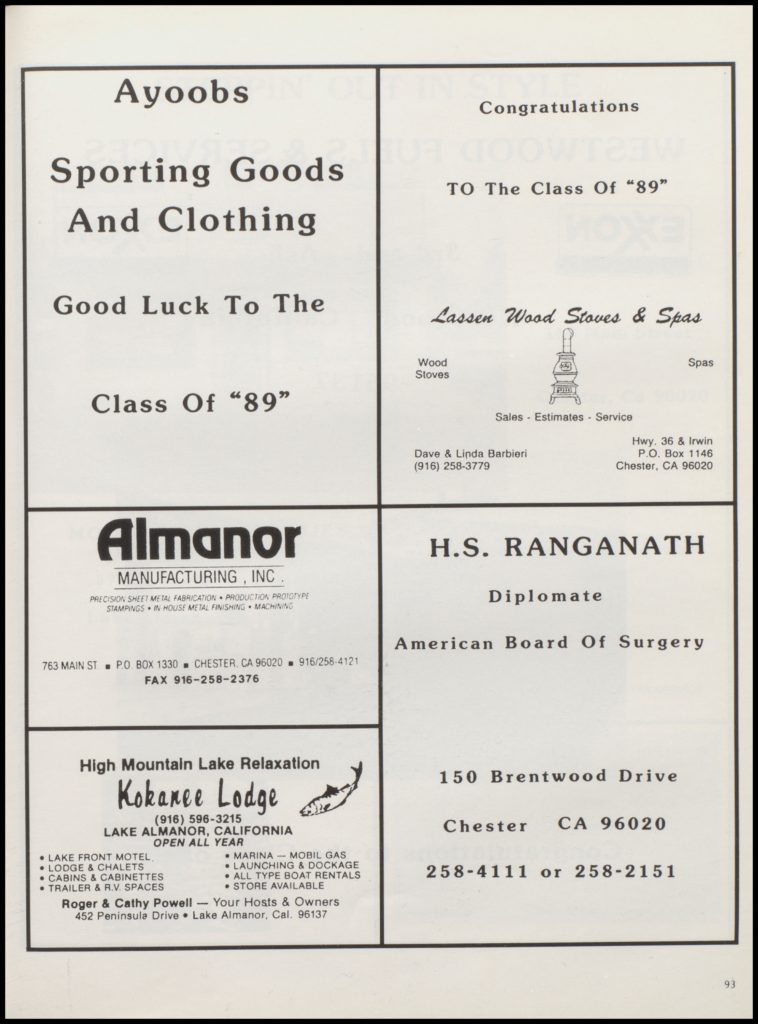 Ayoobs
Sporting Goods
And Clothing
Good Luck To The
Class Of “89”
Congratulations
TO The Class Of “89”
Lassen Wood Stoves & Spas
Wood
Stoves
Spas
Sales - Estimates - Service
Dave & Linda Barbieri
(916) 258-3779
Hwy. 36 & Irwin
P.O. Box 1146
Chester, CA 96020
Almanor
MANUFACTURING , INC .
PRECISION SHEET METAL FABRICATION • PRODUCTION PROTOTYPE
STAMPINGS • IN HOUSE METAL FINISHING • MACHINING
763 MAIN ST ■ P.O. BOX 1330 ■ CHESTER, CA 96020 ■ 916/258-4121
FAX 916-258-2376
H.S. RANGANATH
Diplomate
American Board Of Surgery
150 Brentwood Drive
Chester CA 96020
258-4111 or 258-2151
High Mountain Lake Relaxation
Kokanee Lodge
(916) 596-3215
LAKE ALMANOR, CALIFORNIA
OPEN ALL YEAR
• LAKE FRONT MOTEL
• LODGE & CHALETS
• CABINS & CABINETTES
• TRAILER & R.V. SPACES
• MARINA — MOBIL GAS
• LAUNCHING & DOCKAGE
• ALL TYPE BOAT RENTALS
• STORE AVAILABLE
Roger & Cathy Powell — Your Hosts & Owners
452 Peninsula Drive • Lake Almanor, Cal. 96137
93